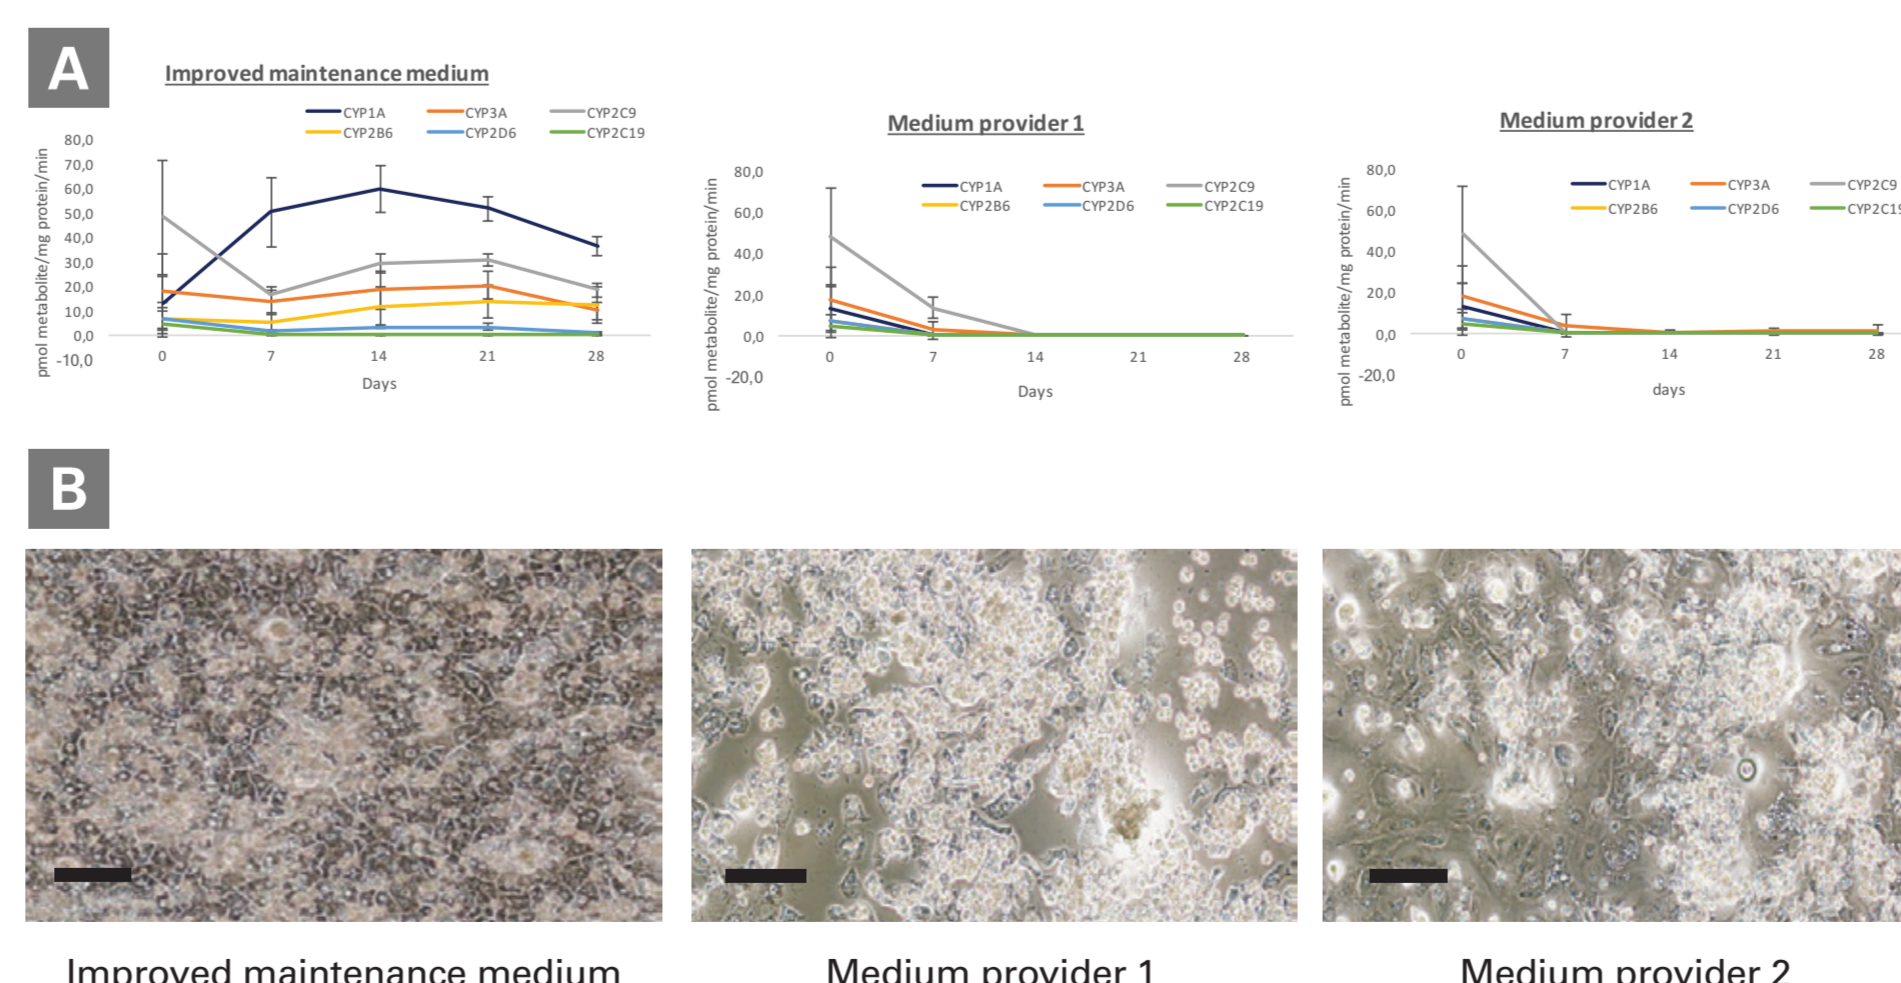 A
Improved maintenance medium
CYP1A CYP3A CYP2C9
CYP2B6 CYP2D6 CYP2C19
pmol metabolite/mg protein/min
80,0
70,0
60,0
50,0
40,0
30,0
20,0
10,0
0,0
-10,0
0 7 14 21 28
Days
Medium provider 1
CYP1A CYP3A CYP2C9
CYP2B6 CYP2D6 CYP2C19
pmol metabolite/mg protein/min
80,0
60,0
40,0
20,0
0,0
-20,0
0 7 14 21 28
Days
Medium provider 2
CYP1A CYP3A CYP2C9
CYP2B6 CYP2D6 CYP2C19
pmol metabolite/mg protein/min
80,0
60,0
40,0
20,0
0,0
-20,0
0 7 14 21 28
days
B
Improved maintenance medium
Medium provider 1
Medium provider 2